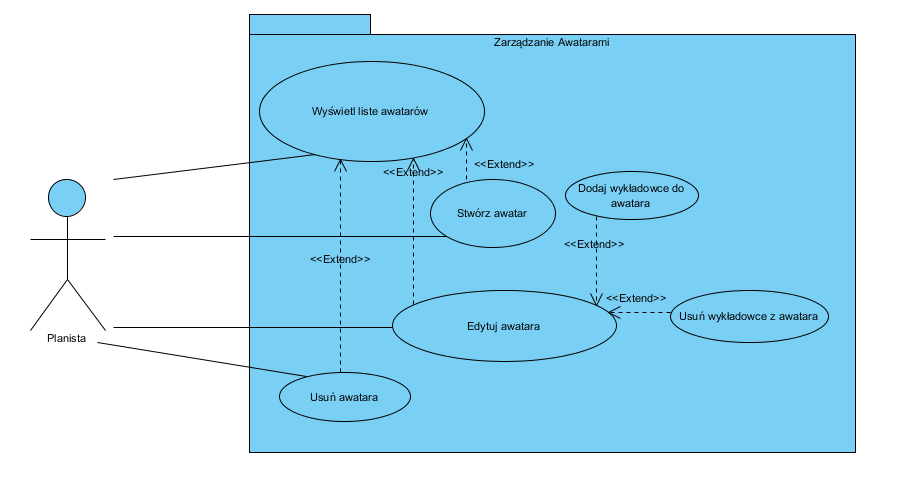 Zarządzanie Awatarami
Wyświetl liste awatarów
<<Extend>>
<<Extend>>
Stwórz awatar
Dodaj wykładowce do
awatara
<<Extend>>
<<Extend>>
<<Extend>>
Edytuj awatara
Usuń wykładowce z awatara
Planista
Usuń awatara